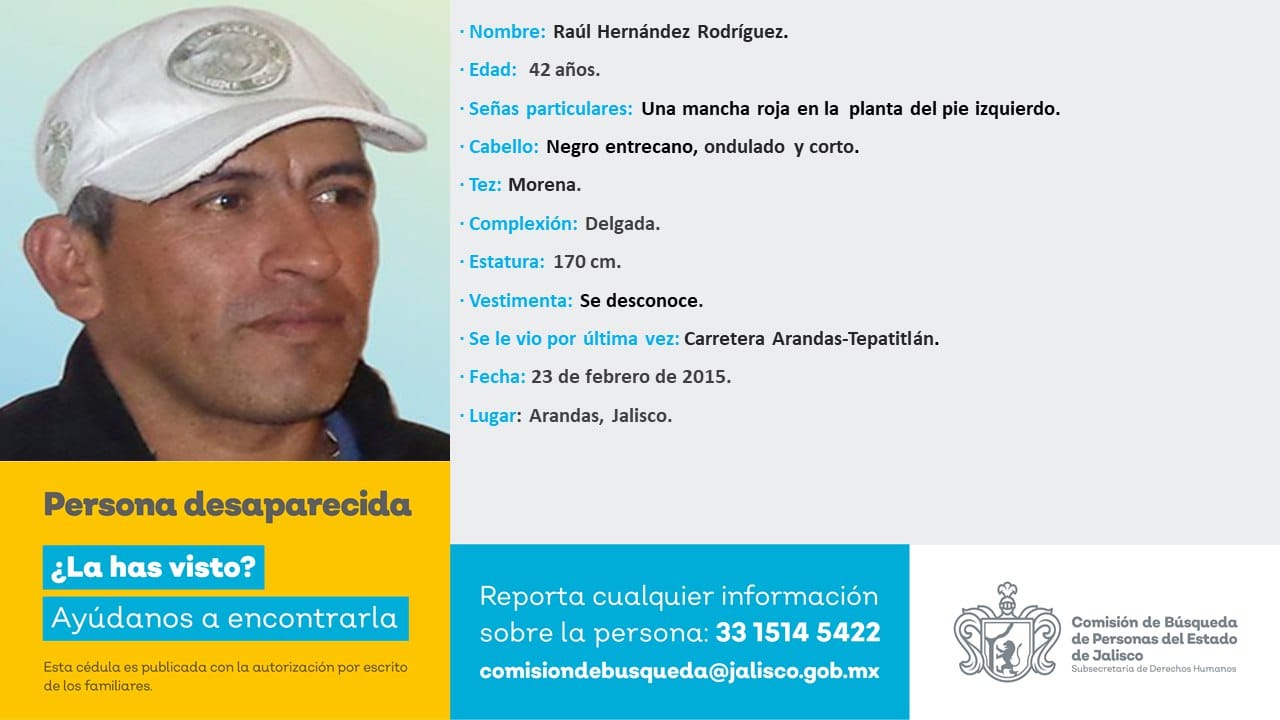 · Nombre: Raúl Hernández Rodríguez.
· Edad: 42 años.
· Señas particulares: Una mancha roja en la planta del pie izquierdo.
· Cabello: Negro entrecano, ondulado y corto.
· Tez: Morena.
· Complexión: Delgada.
· Estatura: 170 cm.
· Vestimenta: Se desconoce.
· Se le vio por última vez: Carretera Arandas-Tepatitlán.
· Fecha: 23 de febrero de 2015.
· Lugar: Arandas, Jalisco.
Persona desaparecida
¿La has visto?
Ayúdanos a encontrarla
Esta cédula es publicada con la autorización por escrito
de los familiares.
Reporta cualquier información
sobre la persona: 33 1514 5422
comisiondebusqueda@jalisco.gob.mx
Comisión de Búsqueda
de Personas del Estado
de Jalisco
Subsecretaría de Derechos Humanos